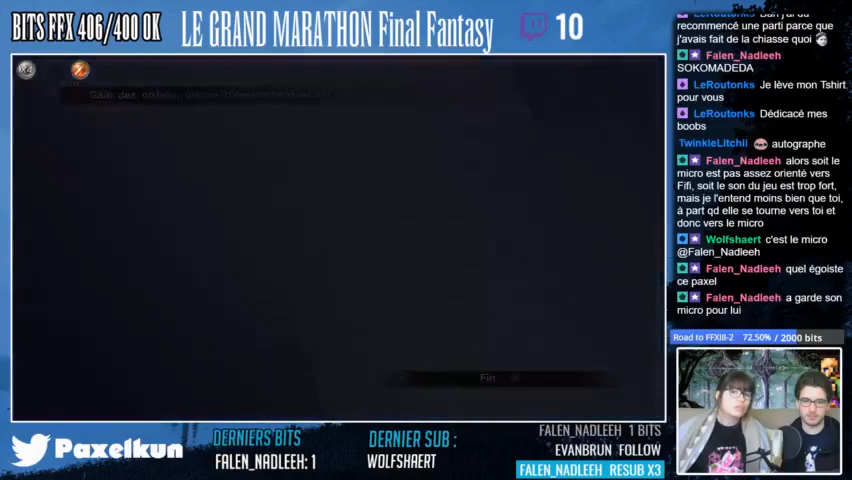 BITS FFX 406/400 OK
LE GRAND MARATHON Final Fantasy
10
recommencé une parti parce que
j'avais fait de la chiasse quoi
Falen_Nadleeh
SOKOMADEDA
LeRoutonks Je lève mon Tshirt
pour vous
LeRoutonks Dédicacé mes
boobs
TwinkleLitchii autographe
Falen_Nadleeh alors soit le
micro est pas assez orienté vers
Fifi, soit le son du jeu est trop fort,
mais je l'entend moins bien que toi,
à part qd elle se tourne vers toi et
donc vers le micro
Wolfshaert c'est le micro
@Falen_Nadleeh
Falen_Nadleeh quel égoiste
ce paxel
Falen_Nadleeh a garde son
micro pour lui
Road to FFXIII-2 72.50% / 2000 bits
Gain des objets
Fin
Paxelkun
DERNIERS BITS
FALEN_NADLEEH: 1
DERNIER SUB :
WOLFSHAERT
FALEN_NADLEEH 1 BITS
EVANBRUN FOLLOW
FALEN_NADLEEH RESUB X3